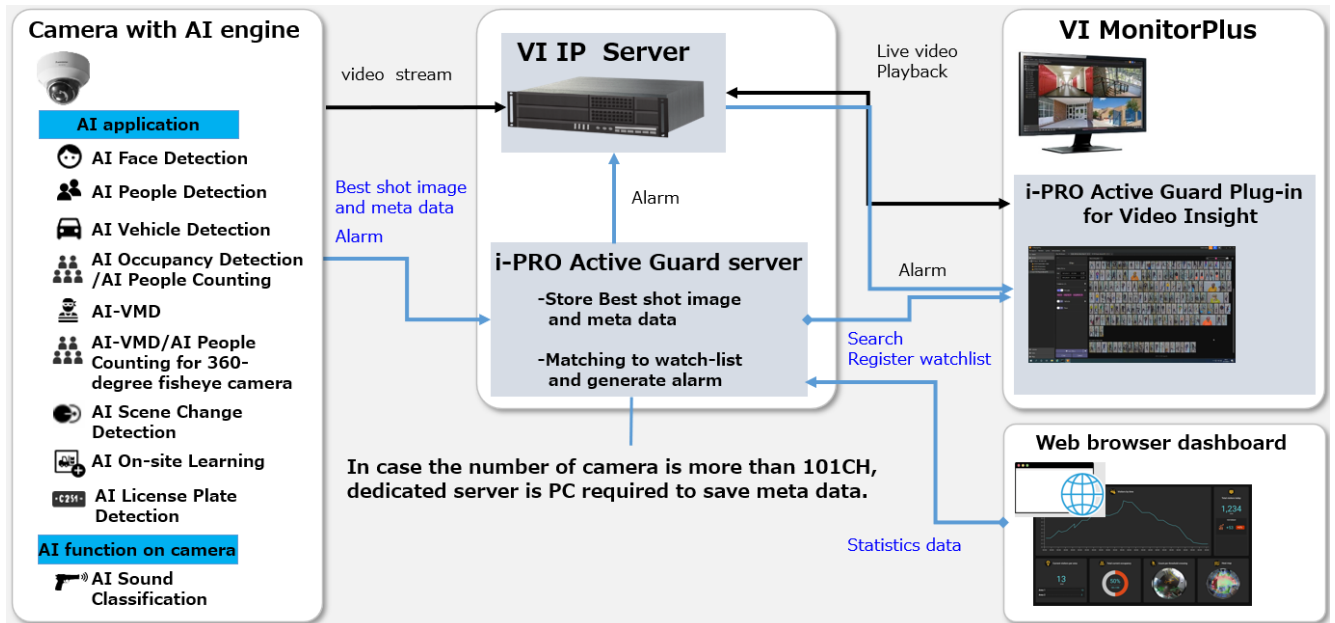 Camera with AI engine
AI application
AI Face Detection
AI People Detection
AI Vehicle Detection
AI Occupancy Detection
/AI People Counting
AI-VMD
AI-VMD/AI People
Counting for 360-
degree fisheye camera
AI Scene Change
Detection
AI On-site Learning
AI License Plate
Detection
AI function on camera
AI Sound
Classification
video stream
Best shot image
and meta data
Alarm
VI IP Server
Alarm
i-PRO Active Guard server
-Store Best shot image
and meta data
-Matching to watch-list
and generate alarm
In case the number of camera is more than 101CH,
dedicated server is PC required to save meta data.
Live video
Playback
Alarm
Search
Register watchlist
Statistics data
VI MonitorPlus
i-PRO Active Guard Plug-in
for Video Insight
Web browser dashboard
1,234
13
50%